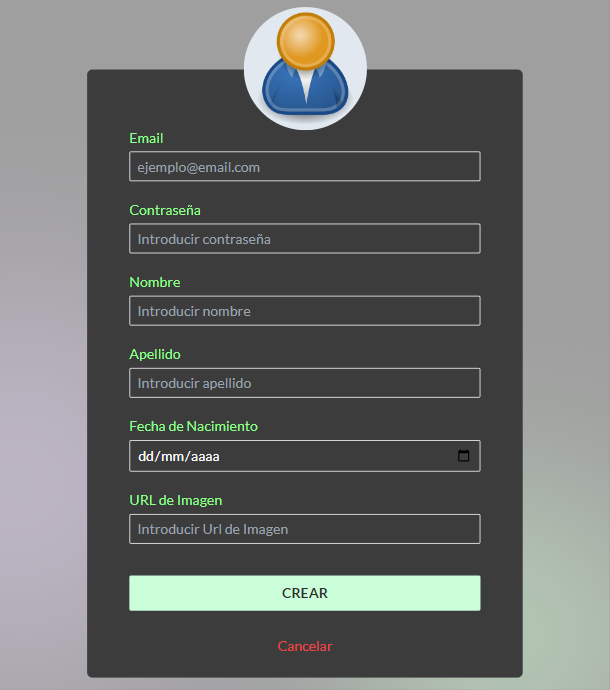 Email
ejemplo@email.com
Contraseña
Introducir contraseña
Nombre
Introducir nombre
Apellido
Introducir apellido
Fecha de Nacimiento
dd/mm/aaaa
URL de Imagen
Introducir Url de Imagen
CREAR
Cancelar